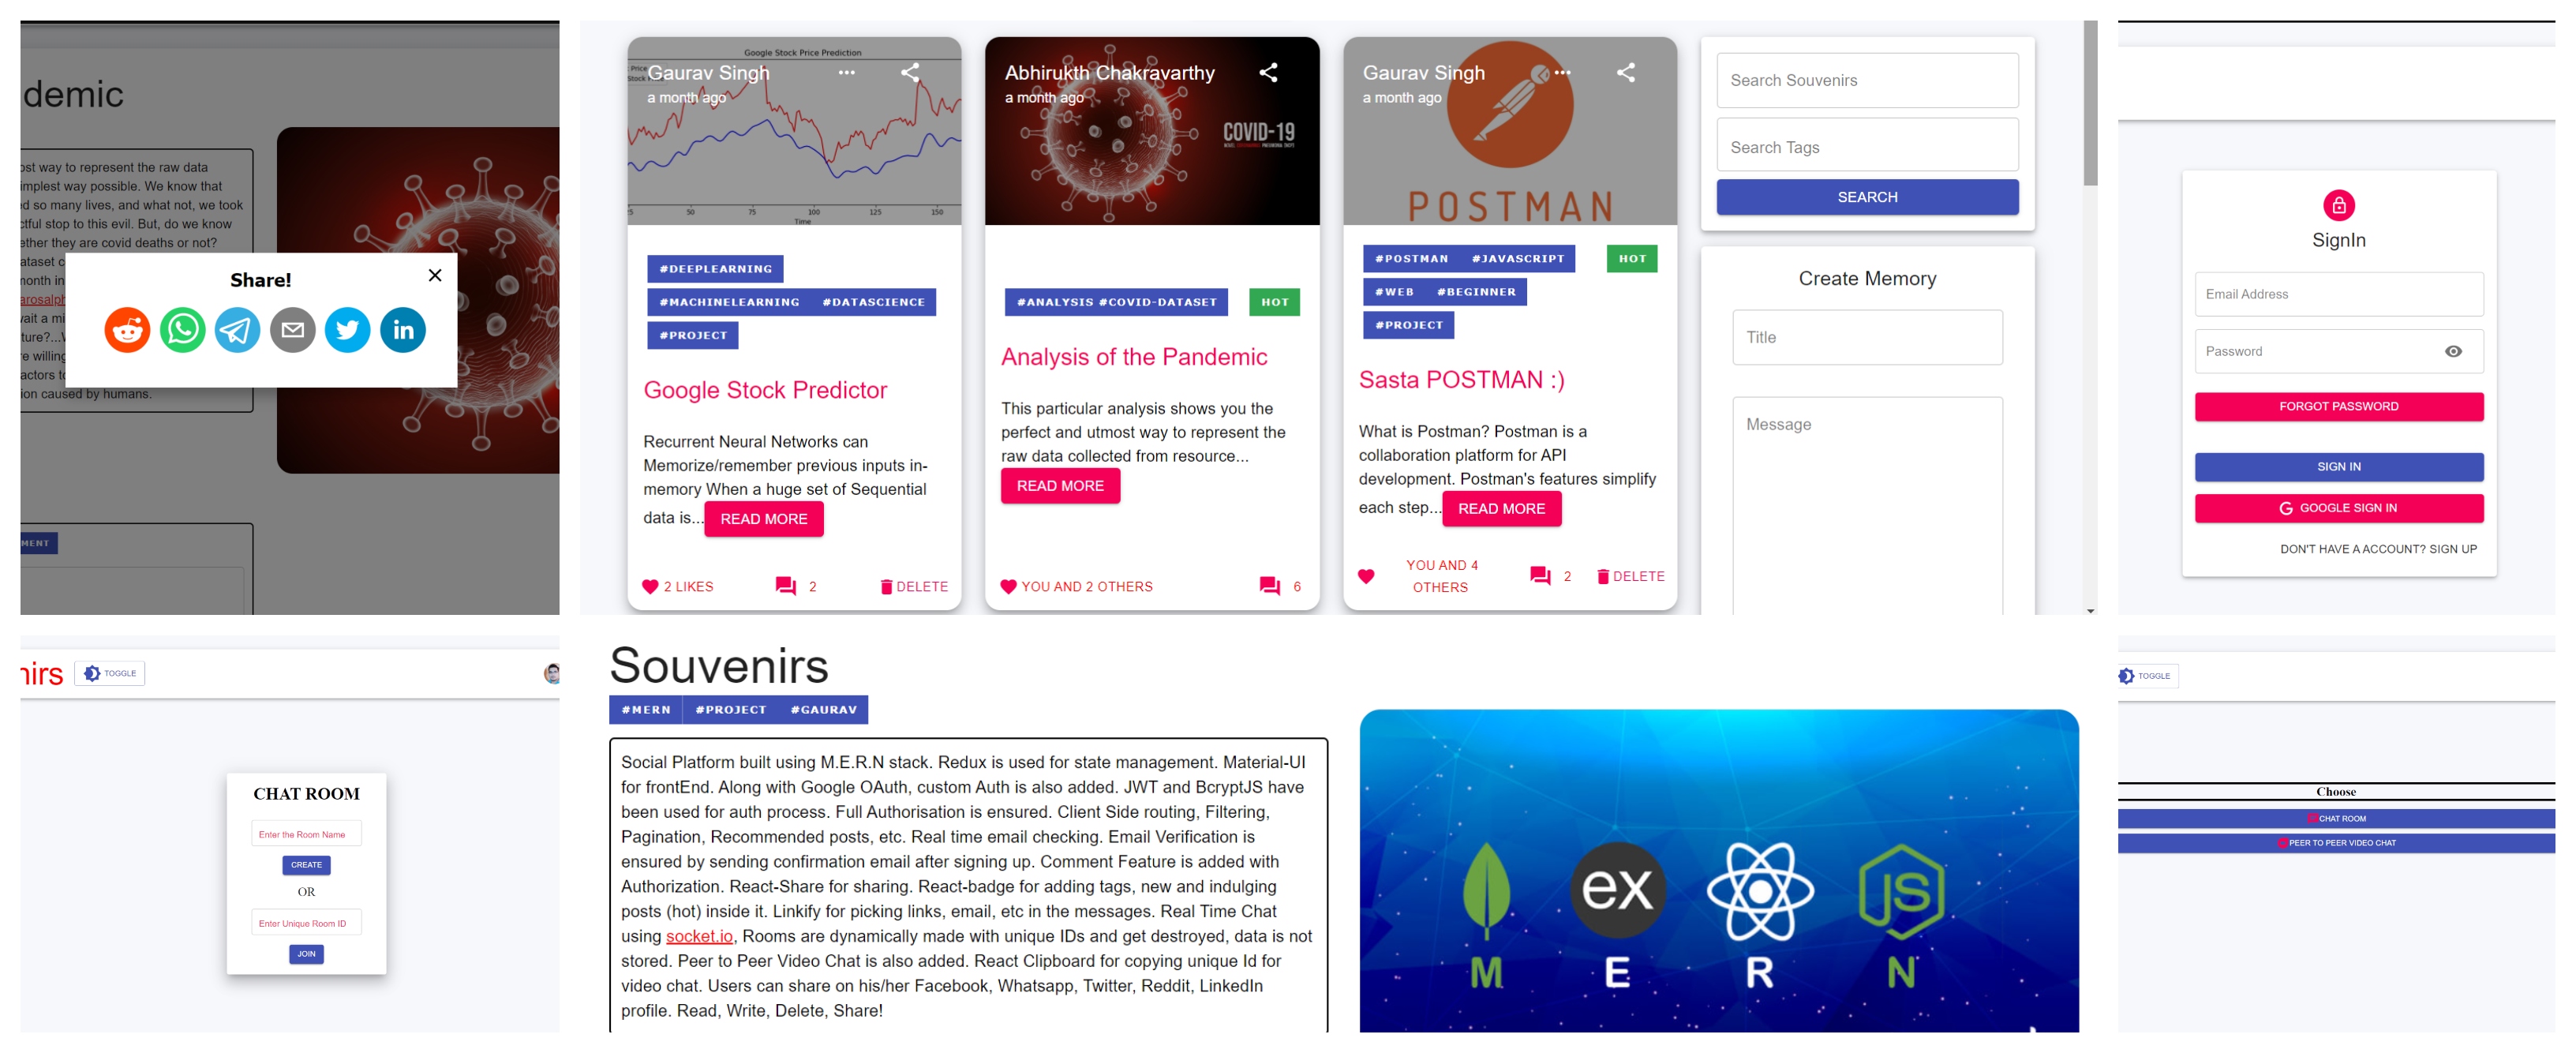 demic
ost way to represent the raw data
implest way possible. We know that
d so many lives, and what not, we took
ctful stop to this evil. But, do we know
ether they are covid deaths or not?
ataset c
month in
arosalph
vait a mi
ture?...V
re willing
actors to
ion caused by humans.
Share!
MENT
Google Stock Price Prediction
Price
Stock P
Gaurav Singh
a month ago
50 75 100 125 150
Time
#DEEPLEARNING
#MACHINELEARNING #DATASCIENCE
#PROJECT
Google Stock Predictor
Recurrent Neural Networks can
Memorize/remember previous inputs in-
memory When a huge set of Sequential
data is... READ MORE
2 LIKES 2 DELETE
Abhirukth Chakravarthy
a month ago
COVID-19
#ANALYSIS #COVID-DATASET HOT
Analysis of the Pandemic
This particular analysis shows you the
perfect and utmost way to represent the
raw data collected from resource...
READ MORE
YOU AND 2 OTHERS 6
Gaurav Singh
a month ago
POSTMAN
#POSTMAN #JAVASCRIPT HOT
#WEB #BEGINNER
#PROJECT
Sasta POSTMAN :)
What is Postman? Postman is a
collaboration platform for API
development. Postman's features simplify
each step... READ MORE
YOU AND 4
OTHERS 2 DELETE
Search Souvenirs
Search Tags
SEARCH
Create Memory
Title
Message
SignIn
Email Address
Password
FORGOT PASSWORD
SIGN IN
G GOOGLE SIGN IN
DON'T HAVE A ACCOUNT? SIGN UP
nirs TOGGLE
CHAT ROOM
Enter the Room Name
CREATE
OR
Enter Unique Room ID
JOIN
Souvenirs
#MERN #PROJECT #GAURAV
Social Platform built using M.E.R.N stack. Redux is used for state management. Material-UI
for frontEnd. Along with Google OAuth, custom Auth is also added. JWT and BcryptJS have
been used for auth process. Full Authorisation is ensured. Client Side routing, Filtering,
Pagination, Recommended posts, etc. Real time email checking. Email Verification is
ensured by sending confirmation email after signing up. Comment Feature is added with
Authorization. React-Share for sharing. React-badge for adding tags, new and indulging
posts (hot) inside it. Linkify for picking links, email, etc in the messages. Real Time Chat
using socket.io, Rooms are dynamically made with unique IDs and get destroyed, data is not
stored. Peer to Peer Video Chat is also added. React Clipboard for copying unique Id for
video chat. Users can share on his/her Facebook, Whatsapp, Twitter, Reddit, LinkedIn
profile. Read, Write, Delete, Share!
ex JS
M E R N
TOGGLE
Choose
CHAT ROOM
PEER TO PEER VIDEO CHAT